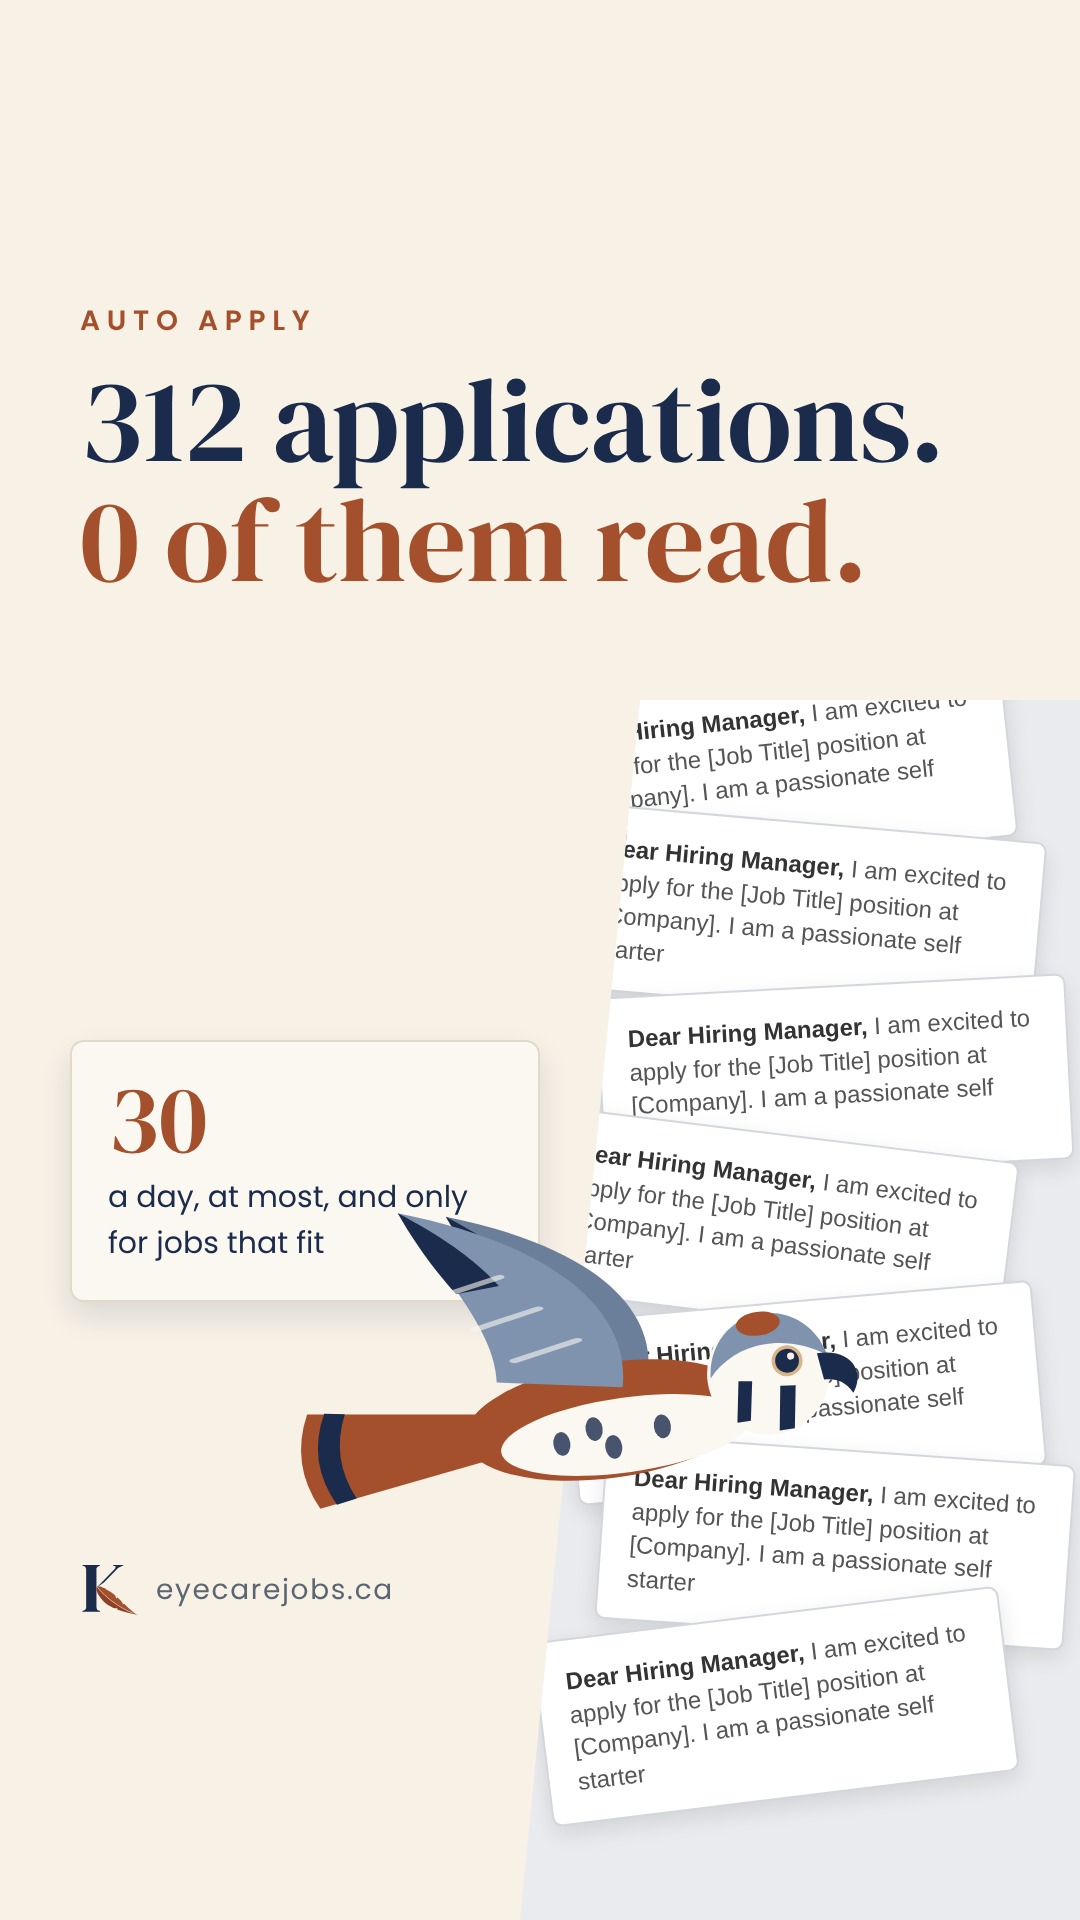 AUTO APPLY
312 applications.
0 of them read.
Hiring Manager, I am excited to
for the [Job Title] position at
pany]. I am a passionate self
ear Hiring Manager, I am excited to
pply for the [Job Title] position at
Company]. I am a passionate self
arter
Dear Hiring Manager, I am excited to
apply for the [Job Title] position at
[Company]. I am a passionate self
30
a day, at most, and only
for jobs that fit
ear Hiring Manager, I am excited to
pply for the [Job Title] position at
Company]. I am a passionate self
arter
Hirin r, I am excited to
] position at
passionate self
Dear Hiring Manager, I am excited to
apply for the [Job Title] position at
[Company]. I am a passionate self
starter
K eyecarejobs.ca
Dear Hiring Manager, I am excited to
apply for the [Job Title] position at
[Company]. I am a passionate self
starter